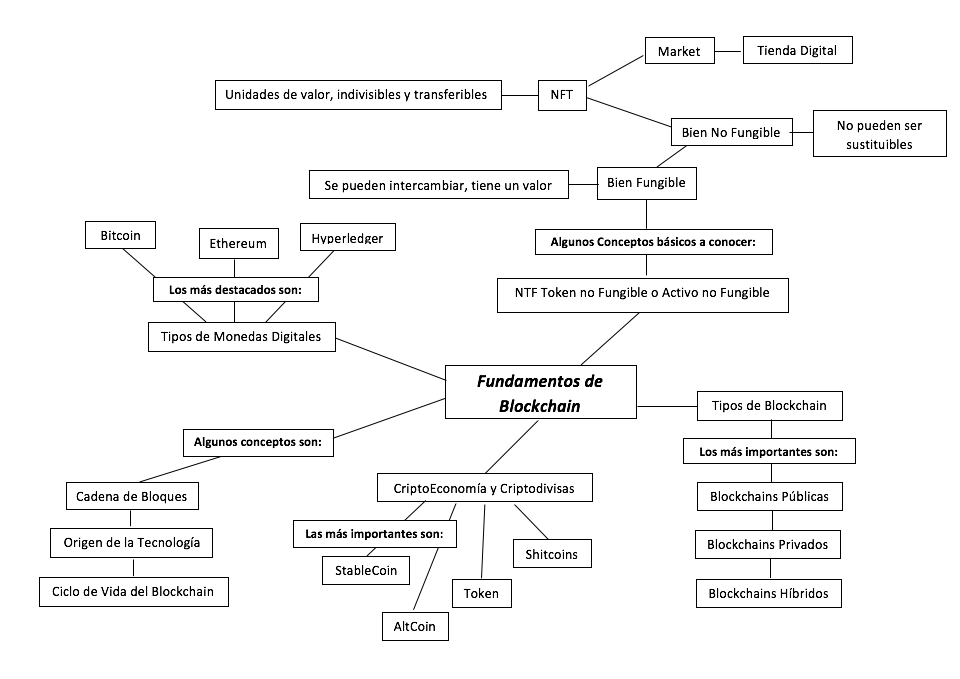 Market
Tienda Digital
Unidades de valor, indivisibles y transferibles
NFT
Bien No Fungible
No pueden ser
sustituibles
Se pueden intercambiar, tiene un valor
Bien Fungible
Bitcoin
Ethereum
Hyperledger
Algunos Conceptos básicos a conocer:
Los más destacados son:
NTF Token no Fungible o Activo no Fungible
Tipos de Monedas Digitales
Fundamentos de
Blockchain
Tipos de Blockchain
Algunos conceptos son:
Los más importantes son:
Cadena de Bloques
CriptoEconomía y Criptodivisas
Blockchains Públicas
Origen de la Tecnología
Las más importantes son:
Shitcoins
Blockchains Privados
StableCoin
Ciclo de Vida del Blockchain
Token
Blockchains Híbridos
AltCoin